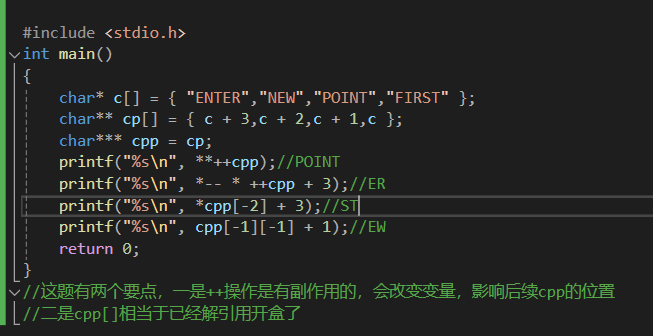 #include <stdio.h>
int main()
{
char* c[] = { "ENTER","NEW","POINT","FIRST" };
char** cp[] = { c + 3,c + 2,c + 1,c };
char*** cpp = cp;
printf("%s\n", **++cpp);//POINT
printf("%s\n", *-- * ++cpp + 3);//ER
printf("%s\n", *cpp[-2] + 3);//ST
printf("%s\n", cpp[-1][-1] + 1);//EW
return 0;
}
//这题有两个要点，一是++操作是有副作用的，会改变变量，影响后续cpp的位置
//二是cpp[]相当于已经解引用开盒了